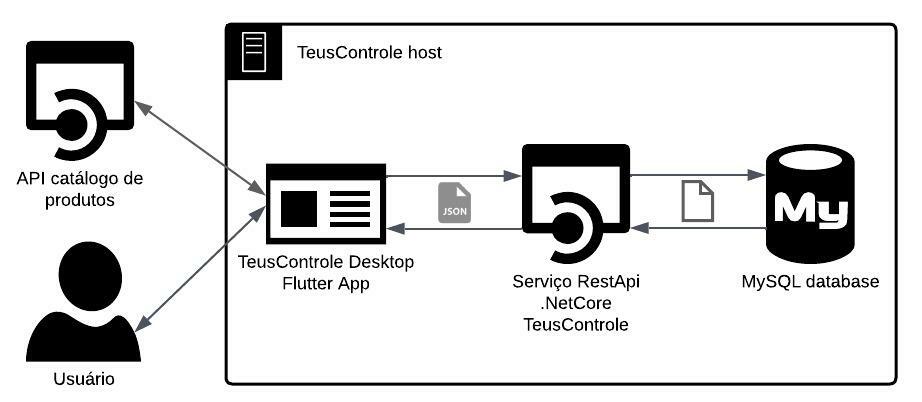 TeusControle host
API catálogo de
produtos
JSON
My
TeusControle Desktop
Flutter App
Serviço RestApi
.NetCore
TeusControle
MySQL database
Usuário